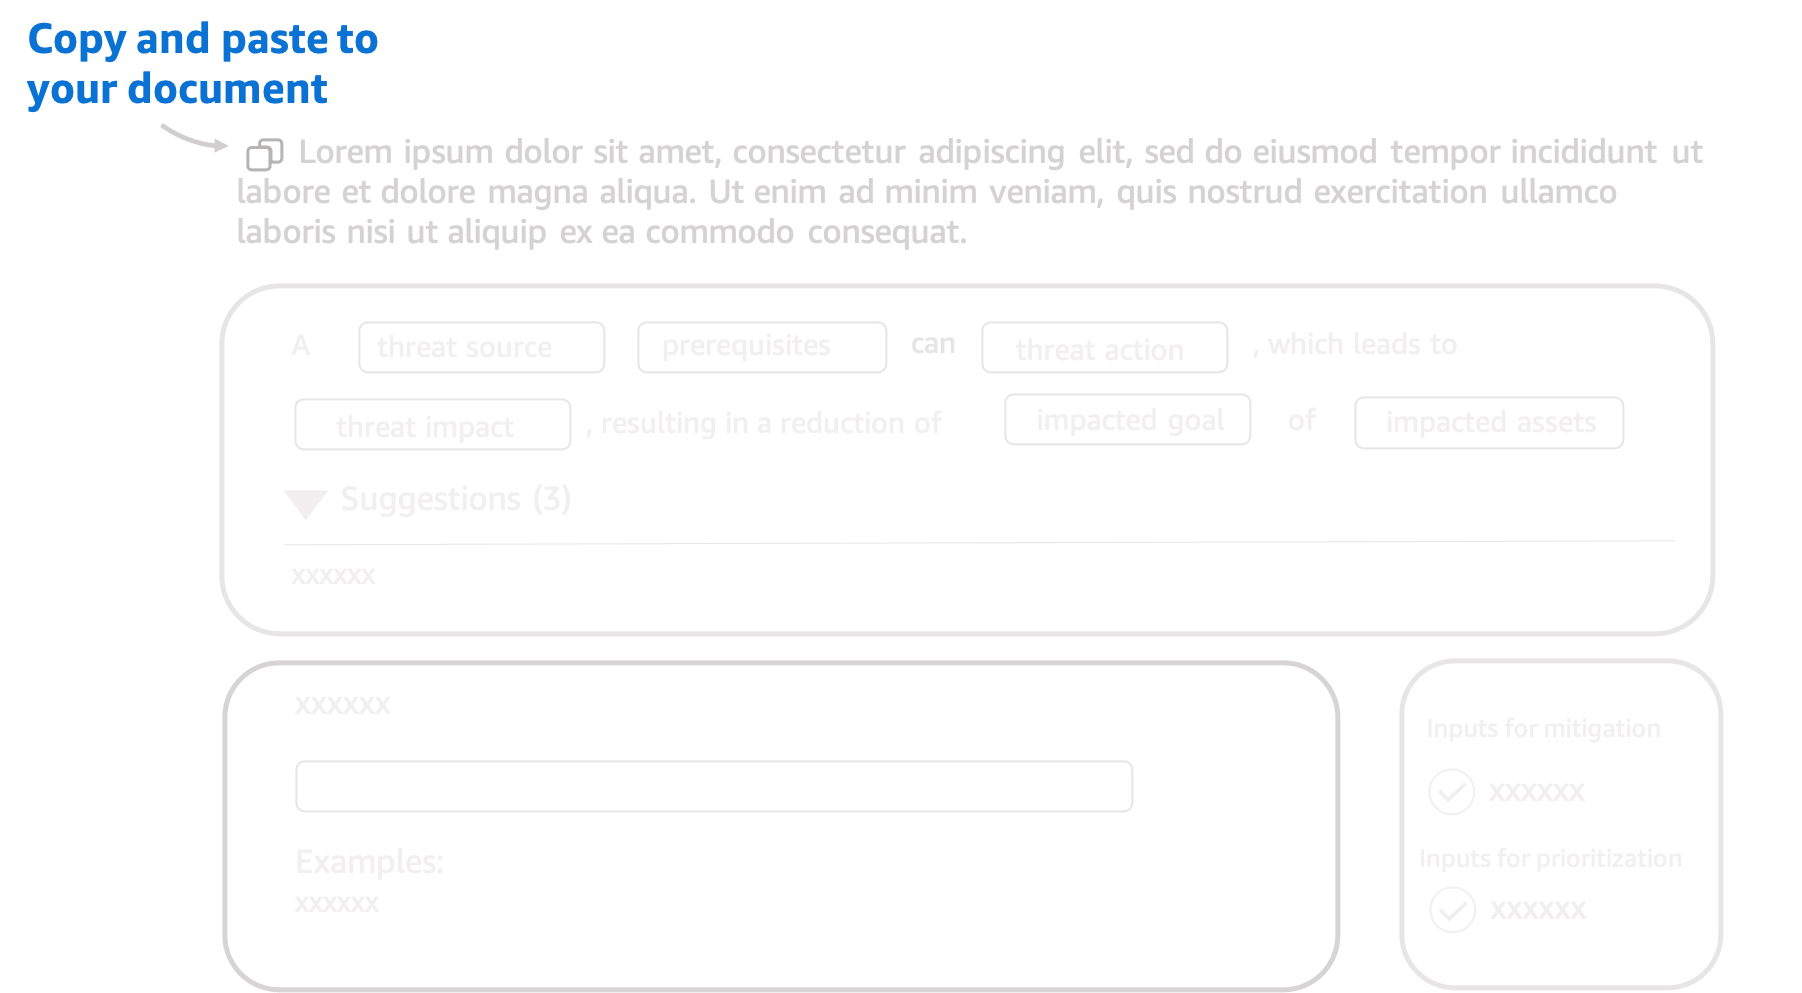 Copy and paste to
your document
Lorem ipsum dolor sit amet, consectetur adipiscing elit, sed do eiusmod tempor incididunt ut
labore et dolore magna aliqua. Ut enim ad minim veniam, quis nostrud exercitation ullamco
laboris nisi ut aliquip ex ea commodo consequat.
A threat source prerequisites can threat action , which leads to
threat impact , resulting in a reduction of impacted goal of impacted assets
Suggestions (3)
xxxxxx
xxxxxx
Examples:
xxxxxx
Inputs for mitigation
xxxxxx
Inputs for prioritization
xxxxxx